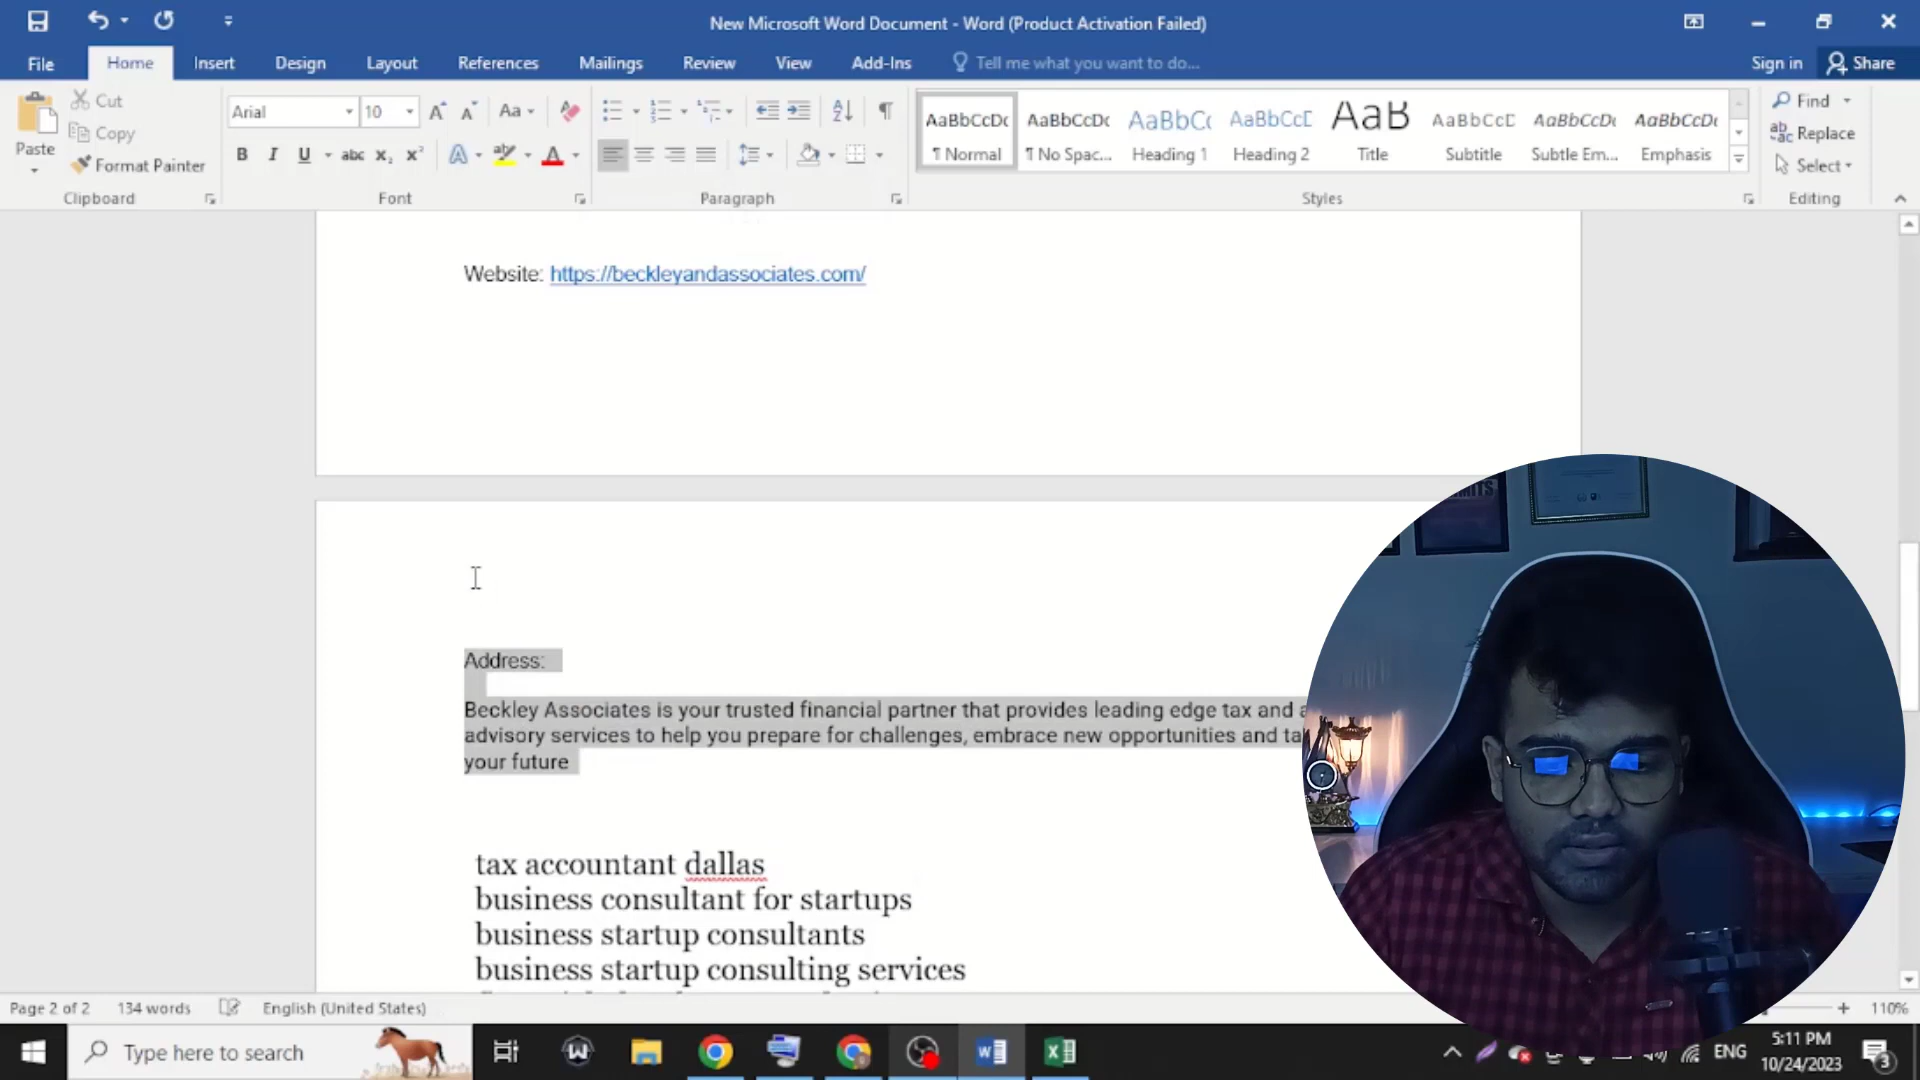 New Microsoft Word Document - Word (Product Activation Failed)
File Home Insert Design Layout References Mailings Review View Add-Ins Tell me what you want to do... Sign in Share
Paste
Cut
Copy
Format Painter
Clipboard
Arial 10
Font
Paragraph
AaBbCcDc AaBbCcDc AaBbC AaBbCcD AaB AaBbCcD AaBbCcDc AaBbCcDc
¶ Normal ¶ No Spac... Heading 1 Heading 2 Title Subtitle Subtle Em... Emphasis
Styles
Find
Replace
Select
Editing
Website: https://beckleyandassociates.com/
Address:
Beckley Associates is your trusted financial partner that provides leading edge tax and
advisory services to help you prepare for challenges, embrace new opportunities and
your future
tax accountant dallas
business consultant for startups
business startup consultants
business startup consulting services
Page 2 of 2 134 words English (United States) 110%
Type here to search
ENG
5:11 PM
10/24/2023
3